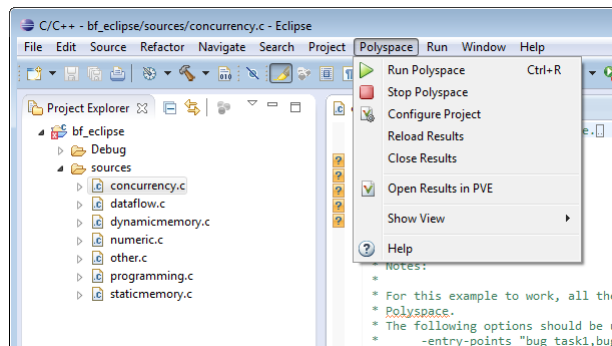 C/C++ - bf_eclipse/sources/concurrency.c - Eclipse
File Edit Source Refactor Navigate Search Project Polyspace Run Window Help
Run Polyspace Ctrl+R
Stop Polyspace
Configure Project
Reload Results
Close Results
Open Results in PVE
Show View
Help
Project Explorer
bf_eclipse
Debug
sources
concurrency.c
dataflow.c
dynamicmemory.c
numeric.c
other.c
programming.c
staticmemory.c
e.
* Notes:
*
* For this example to work, all the
* Polyspace.
* The following options should be
* -entry-points "bug_task1,bu